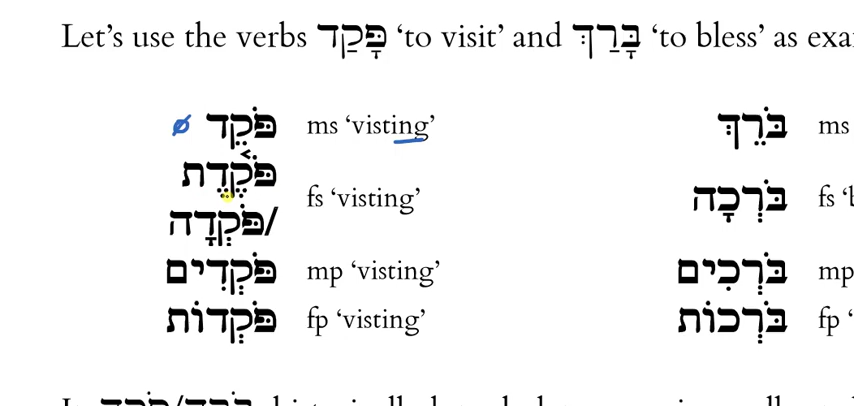 Let's use the verbs פָּקַד 'to visit' and בָּרַךְ 'to bless' as exa
ø פֹּקֵד ms 'visting' בֹּרֵךְ ms
פֹּקֶ֫דֶת
/פֹּקְדָה fs 'visting' בֹּרְכָה fs 'b
פֹּקְדִים mp 'visting' בֹּרְכִים mp
פֹּקְדוֹת fp 'visting' בֹּרְכוֹת fp '